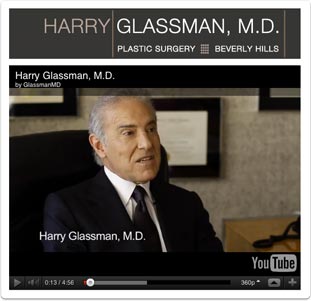 HARRY GLASSMAN, M.D.
PLASTIC SURGERY BEVERLY HILLS
Harry Glassman, M.D.
by GlassmanMD
Harry Glassman, M.D.
YouTube
0:13 / 4:56 360p